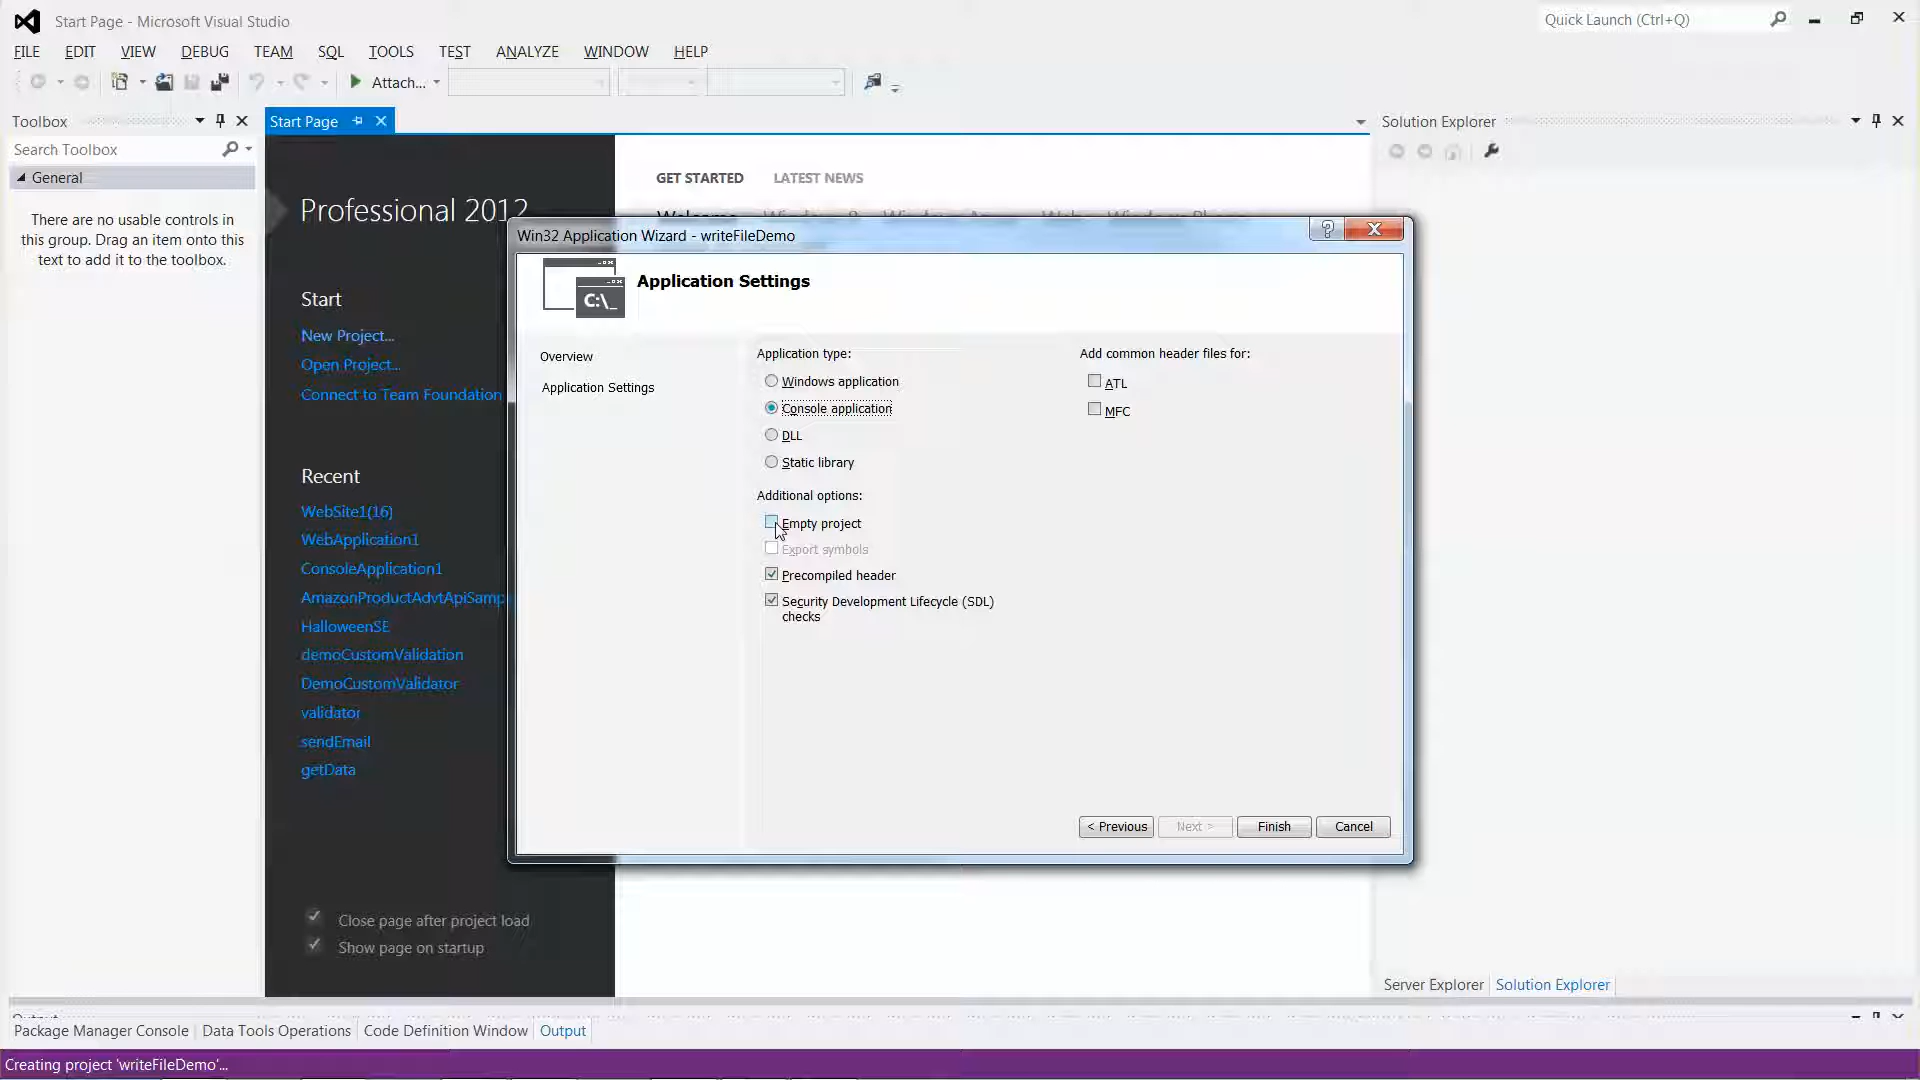 Start Page - Microsoft Visual Studio
Quick Launch (Ctrl+Q)
FILE EDIT VIEW DEBUG TEAM SQL TOOLS TEST ANALYZE WINDOW HELP
Attach...
Toolbox
Start Page
Solution Explorer
Search Toolbox
General
There are no usable controls in
this group. Drag an item onto this
text to add it to the toolbox.
Professional 2012
GET STARTED LATEST NEWS
Start
New Project...
Open Project...
Connect to Team Foundation
Recent
WebSite1(16)
WebApplication1
ConsoleApplication1
AmazonProductAdvtApiSamp
HalloweenSE
demoCustomValidation
DemoCustomValidator
validator
sendEmail
getData
Close page after project load
Show page on startup
Win32 Application Wizard - writeFileDemo
C:\_
Application Settings
Overview
Application Settings
Application type:
Windows application
Console application
DLL
Static library
Additional options:
Empty project
Export symbols
Precompiled header
Security Development Lifecycle (SDL)
checks
Add common header files for:
ATL
MFC
< Previous Next > Finish Cancel
Server Explorer Solution Explorer
Package Manager Console Data Tools Operations Code Definition Window Output
Creating project 'writeFileDemo'...